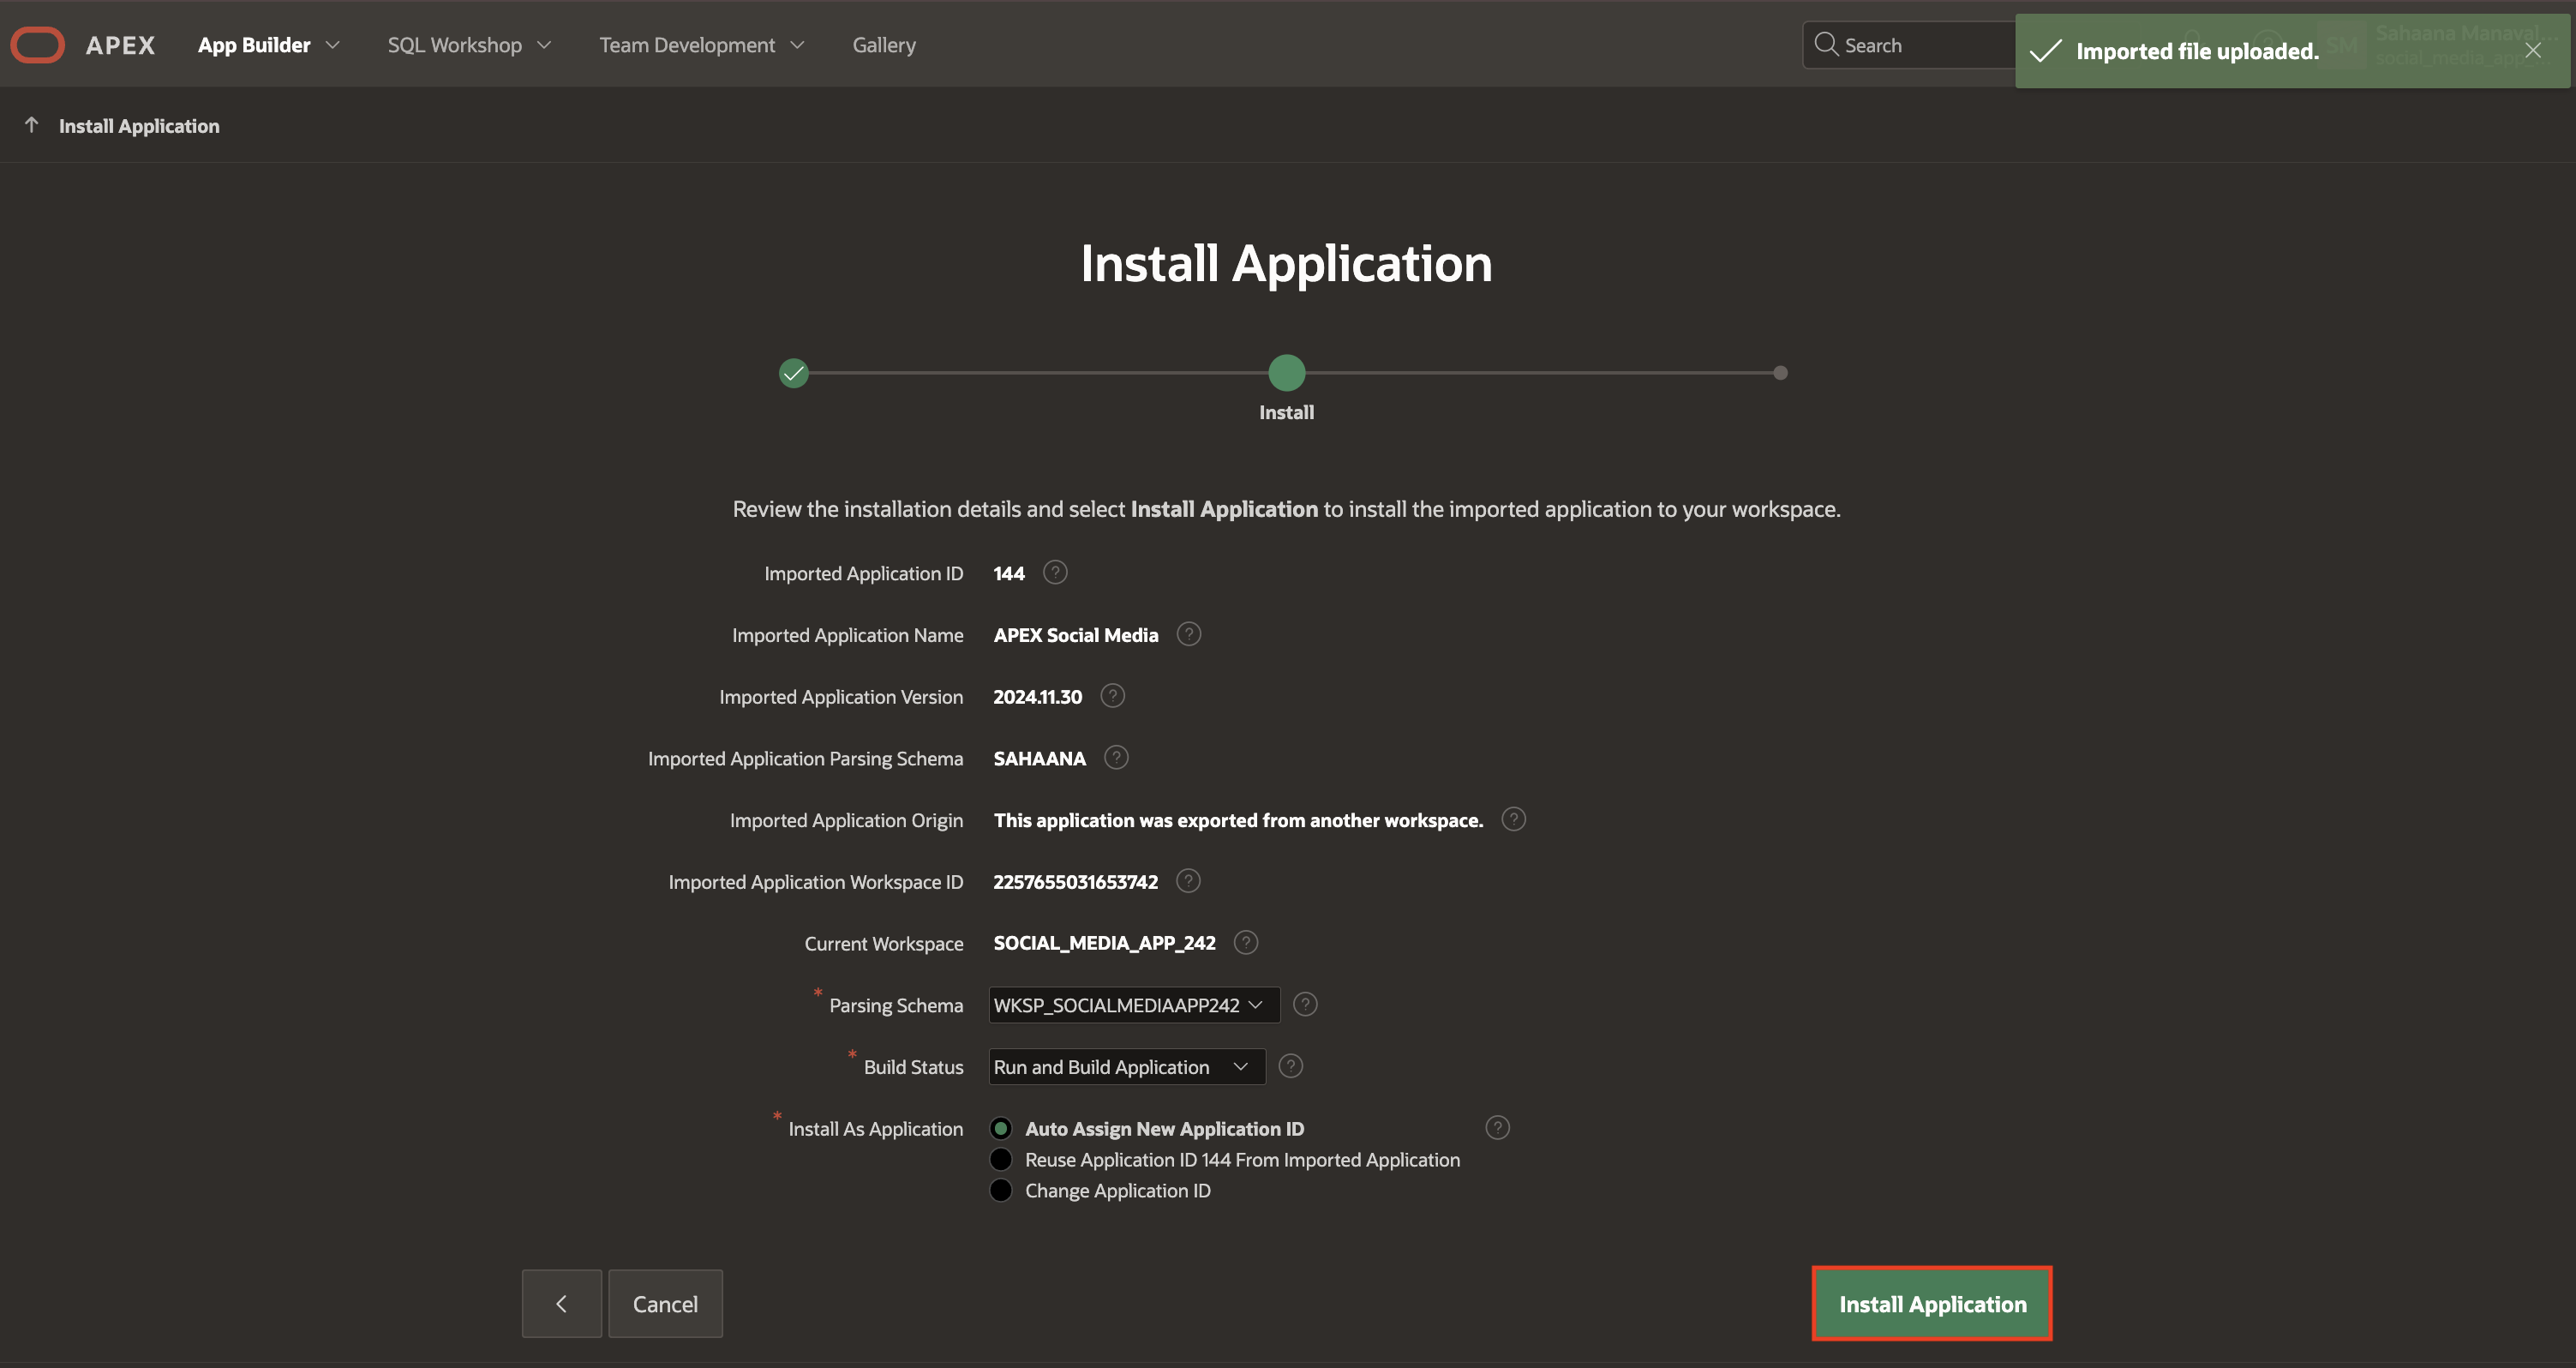 APEX App Builder SQL Workshop Team Development Gallery Search Imported file uploaded.
Install Application
Install Application
Install
Review the installation details and select Install Application to install the imported application to your workspace.
Imported Application ID 144 ?
Imported Application Name APEX Social Media ?
Imported Application Version 2024.11.30 ?
Imported Application Parsing Schema SAHAANA ?
Imported Application Origin This application was exported from another workspace. ?
Imported Application Workspace ID 2257655031653742 ?
Current Workspace SOCIAL_MEDIA_APP_242 ?
* Parsing Schema WKSP_SOCIALMEDIAAPP242 ?
* Build Status Run and Build Application ?
* Install As Application Auto Assign New Application ID ?
Reuse Application ID 144 From Imported Application
Change Application ID
Cancel Install Application